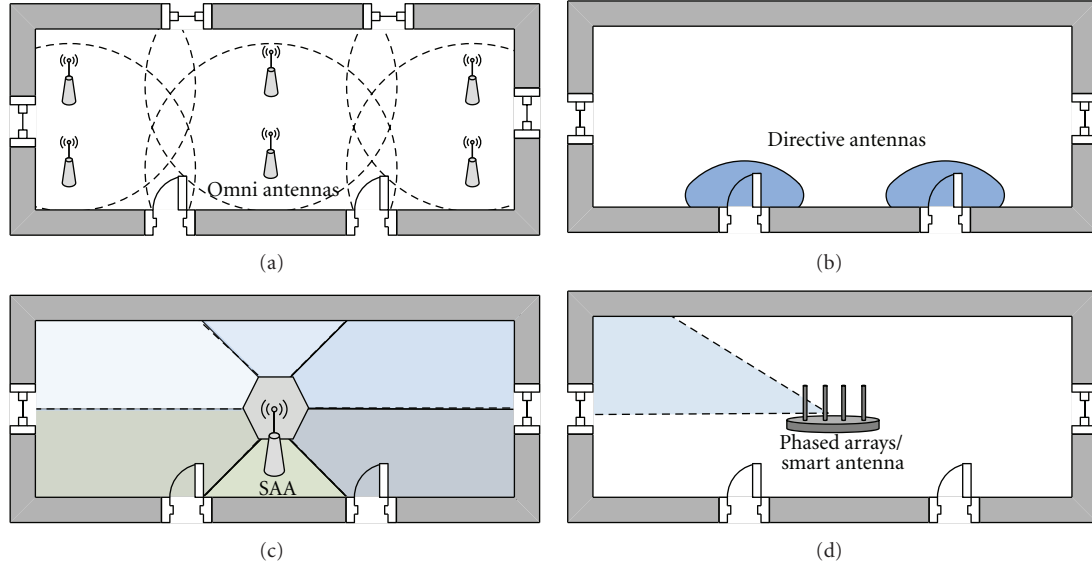 Omni antennas
Directive antennas
(a)
(b)
SAA
Phased arrays/
smart antenna
(c)
(d)